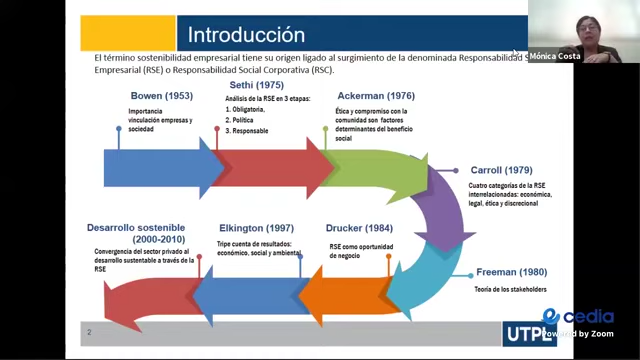 Introducción
El término sostenibilidad empresarial tiene su origen ligado al surgimiento de la denominada Responsabilidad S
Empresarial (RSE) o Responsabilidad Social Corporativa (RSC).
Mónica Costa
Bowen (1953)
Importancia
vinculación empresas y
sociedad
Sethi (1975)
Análisis de la RSE en 3 etapas:
1. Obligatoria,
2. Política
3. Responsable
Ackerman (1976)
Ética y compromiso con la
comunidad son factores
determinantes del beneficio
social
Carroll (1979)
Cuatro categorías de la RSE
interrelacionadas: económica,
legal, ética y discrecional
Desarrollo sostenible
(2000-2010)
Convergencia del sector privado al
desarrollo sustentable a través de la
RSE
Elkington (1997)
Tripe cuenta de resultados:
económico, social y ambiental
Drucker (1984)
RSE como oportunidad
de negocio
Freeman (1980)
Teoría de los stakeholders
2
UTPL
cedia
Powered by Zoom